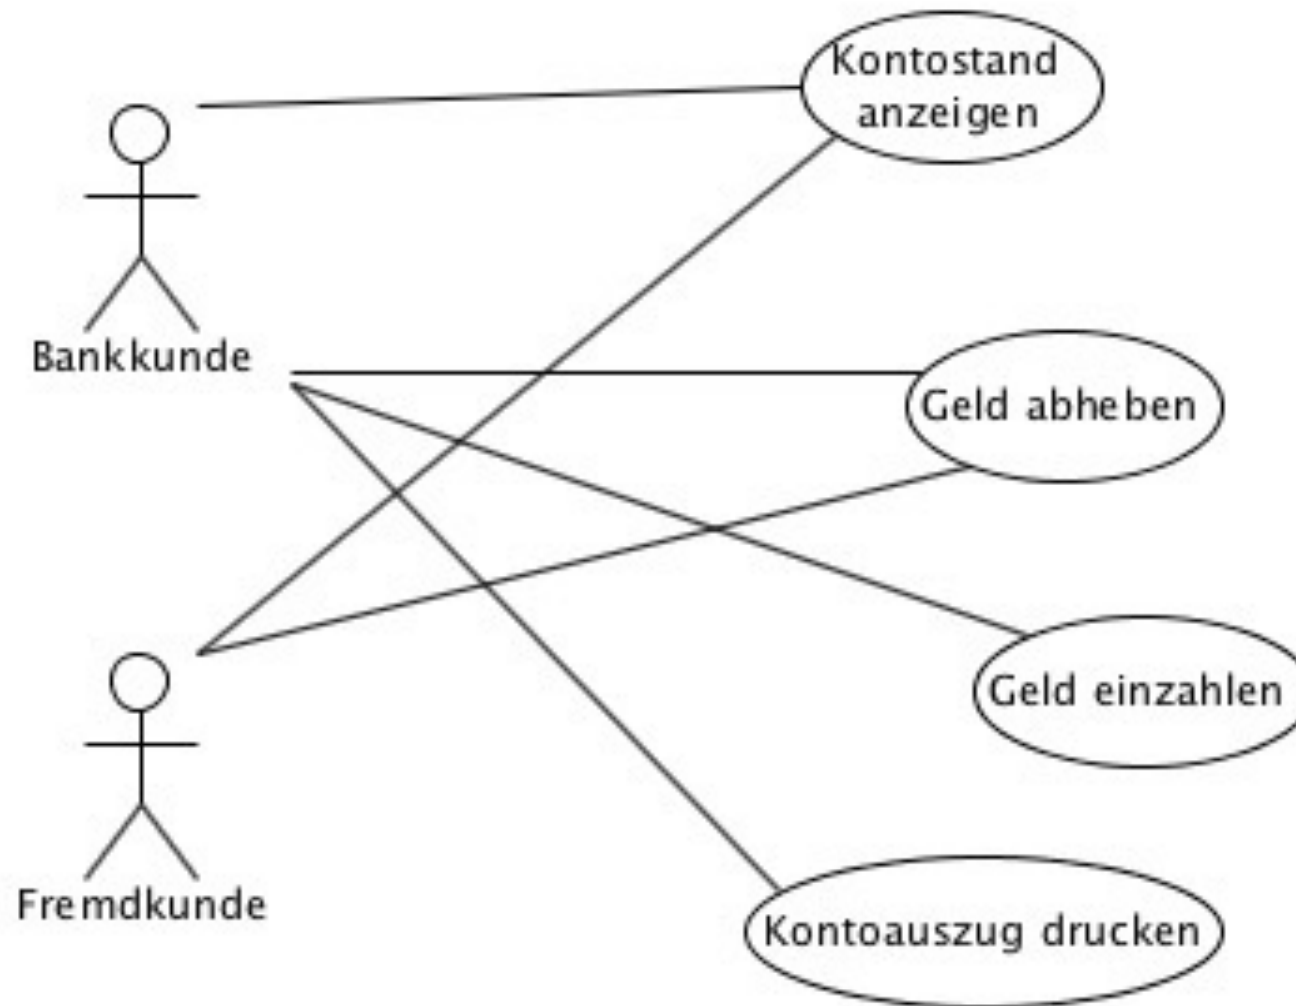 Kontostand
anzeigen
Bankkunde
Geld abheben
Geld einzahlen
Fremdkunde
Kontoauszug drucken